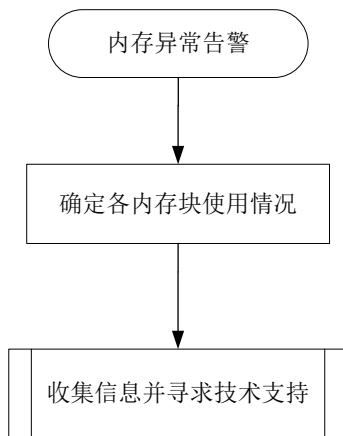 内存异常告警
确定各内存块使用情况
收集信息并寻求技术支持